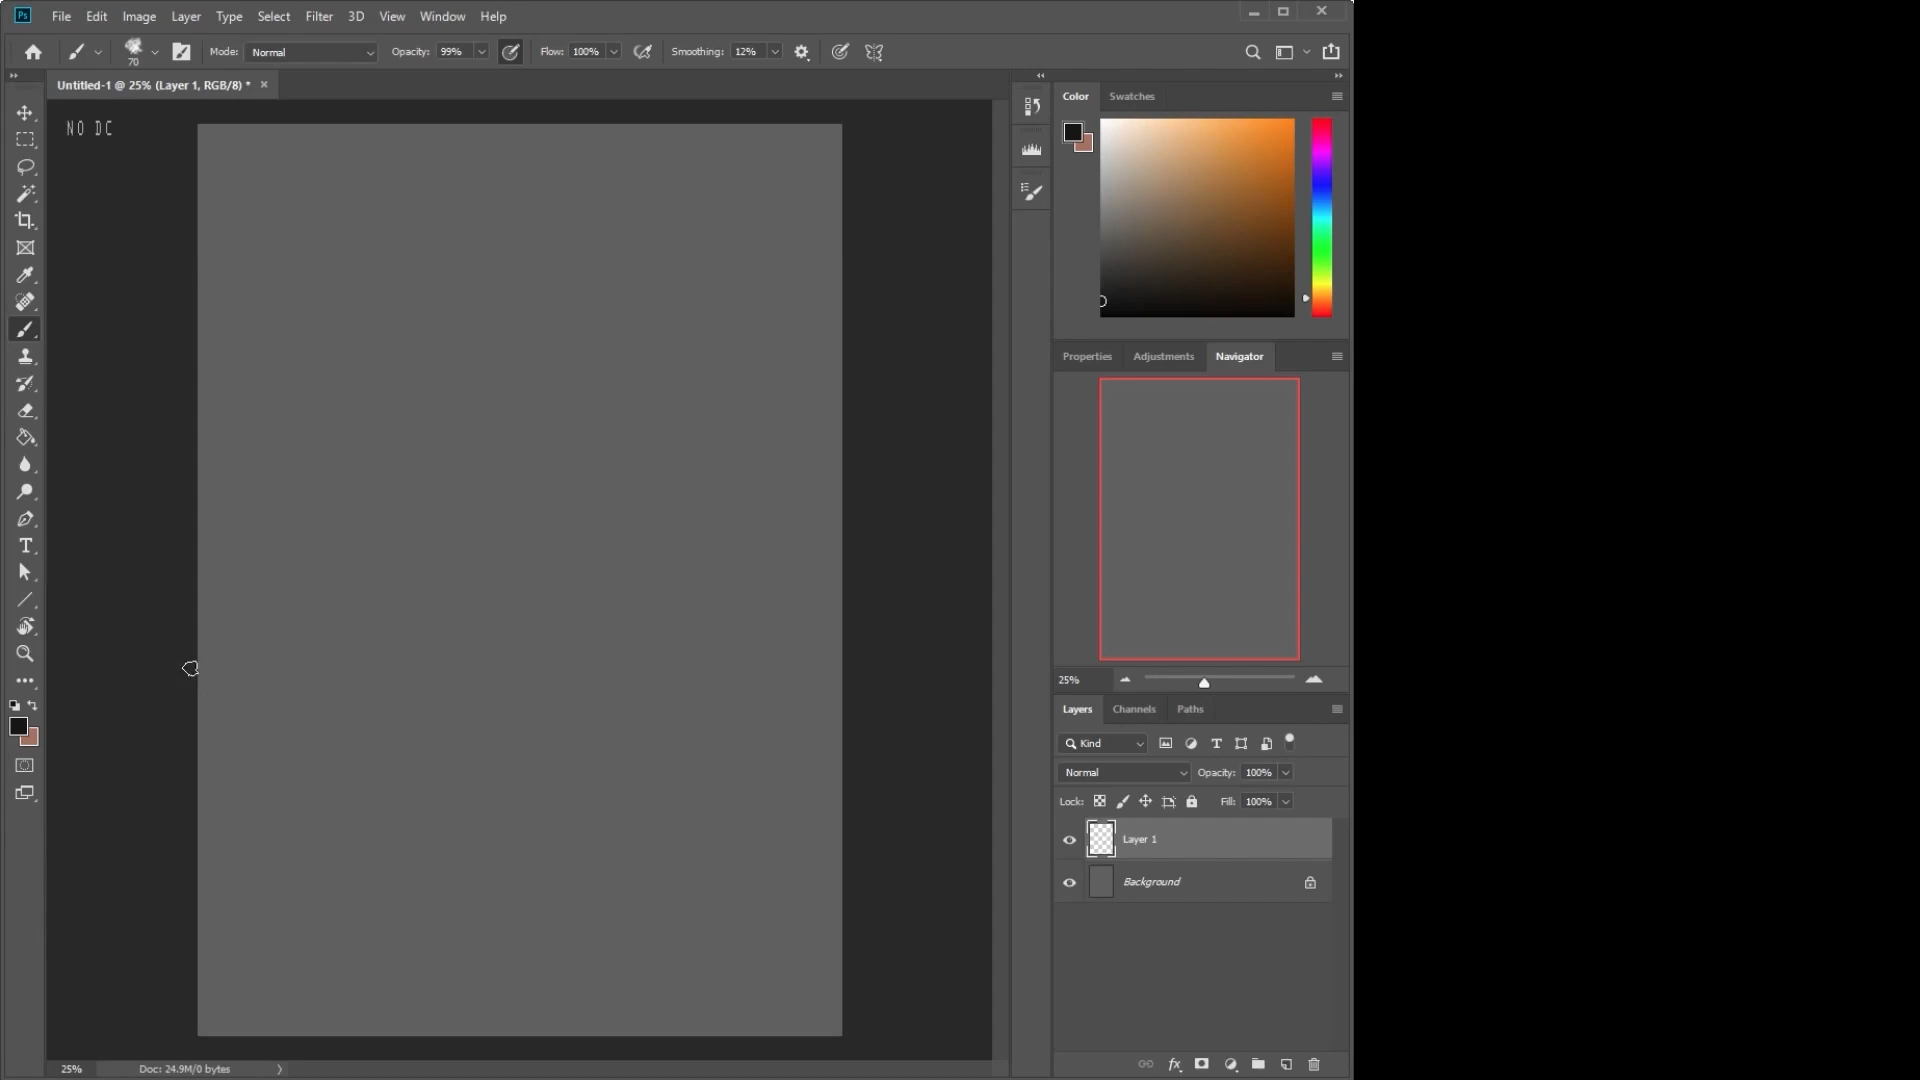 Ps File Edit Image Layer Type Select Filter 3D View Window Help
70 Mode: Normal Opacity: 99% Flow: 100% Smoothing: 12%
Untitled-1 @ 25% (Layer 1, RGB/8) *
NO DC
Color Swatches
Properties Adjustments Navigator
25%
Layers Channels Paths
Kind
Normal Opacity: 100%
Lock: Fill: 100%
Layer 1
Background
fx
25% Doc: 24.9M/0 bytes